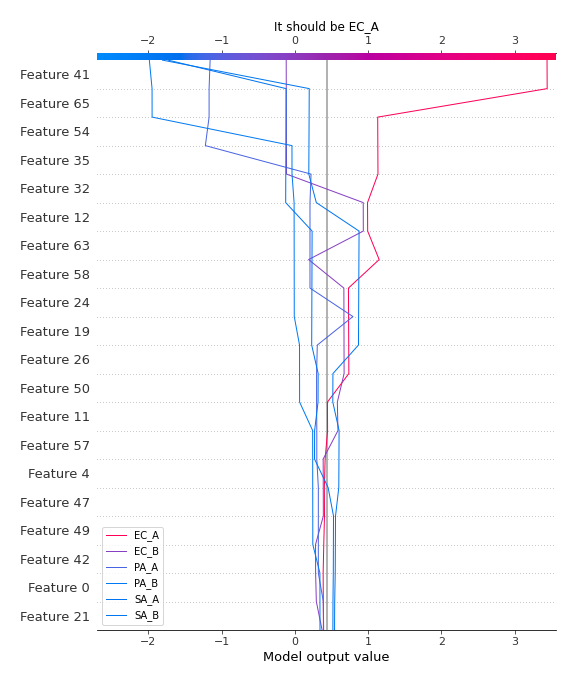 It should be EC_A
−2 −1 0 1 2 3
Feature 41
Feature 65
Feature 54
Feature 35
Feature 32
Feature 12
Feature 63
Feature 58
Feature 24
Feature 19
Feature 26
Feature 50
Feature 11
Feature 57
Feature 4
Feature 47
Feature 49
Feature 42
Feature 0
Feature 21
EC_A
EC_B
PA_A
PA_B
SA_A
SA_B
−2 −1 0 1 2 3
Model output value